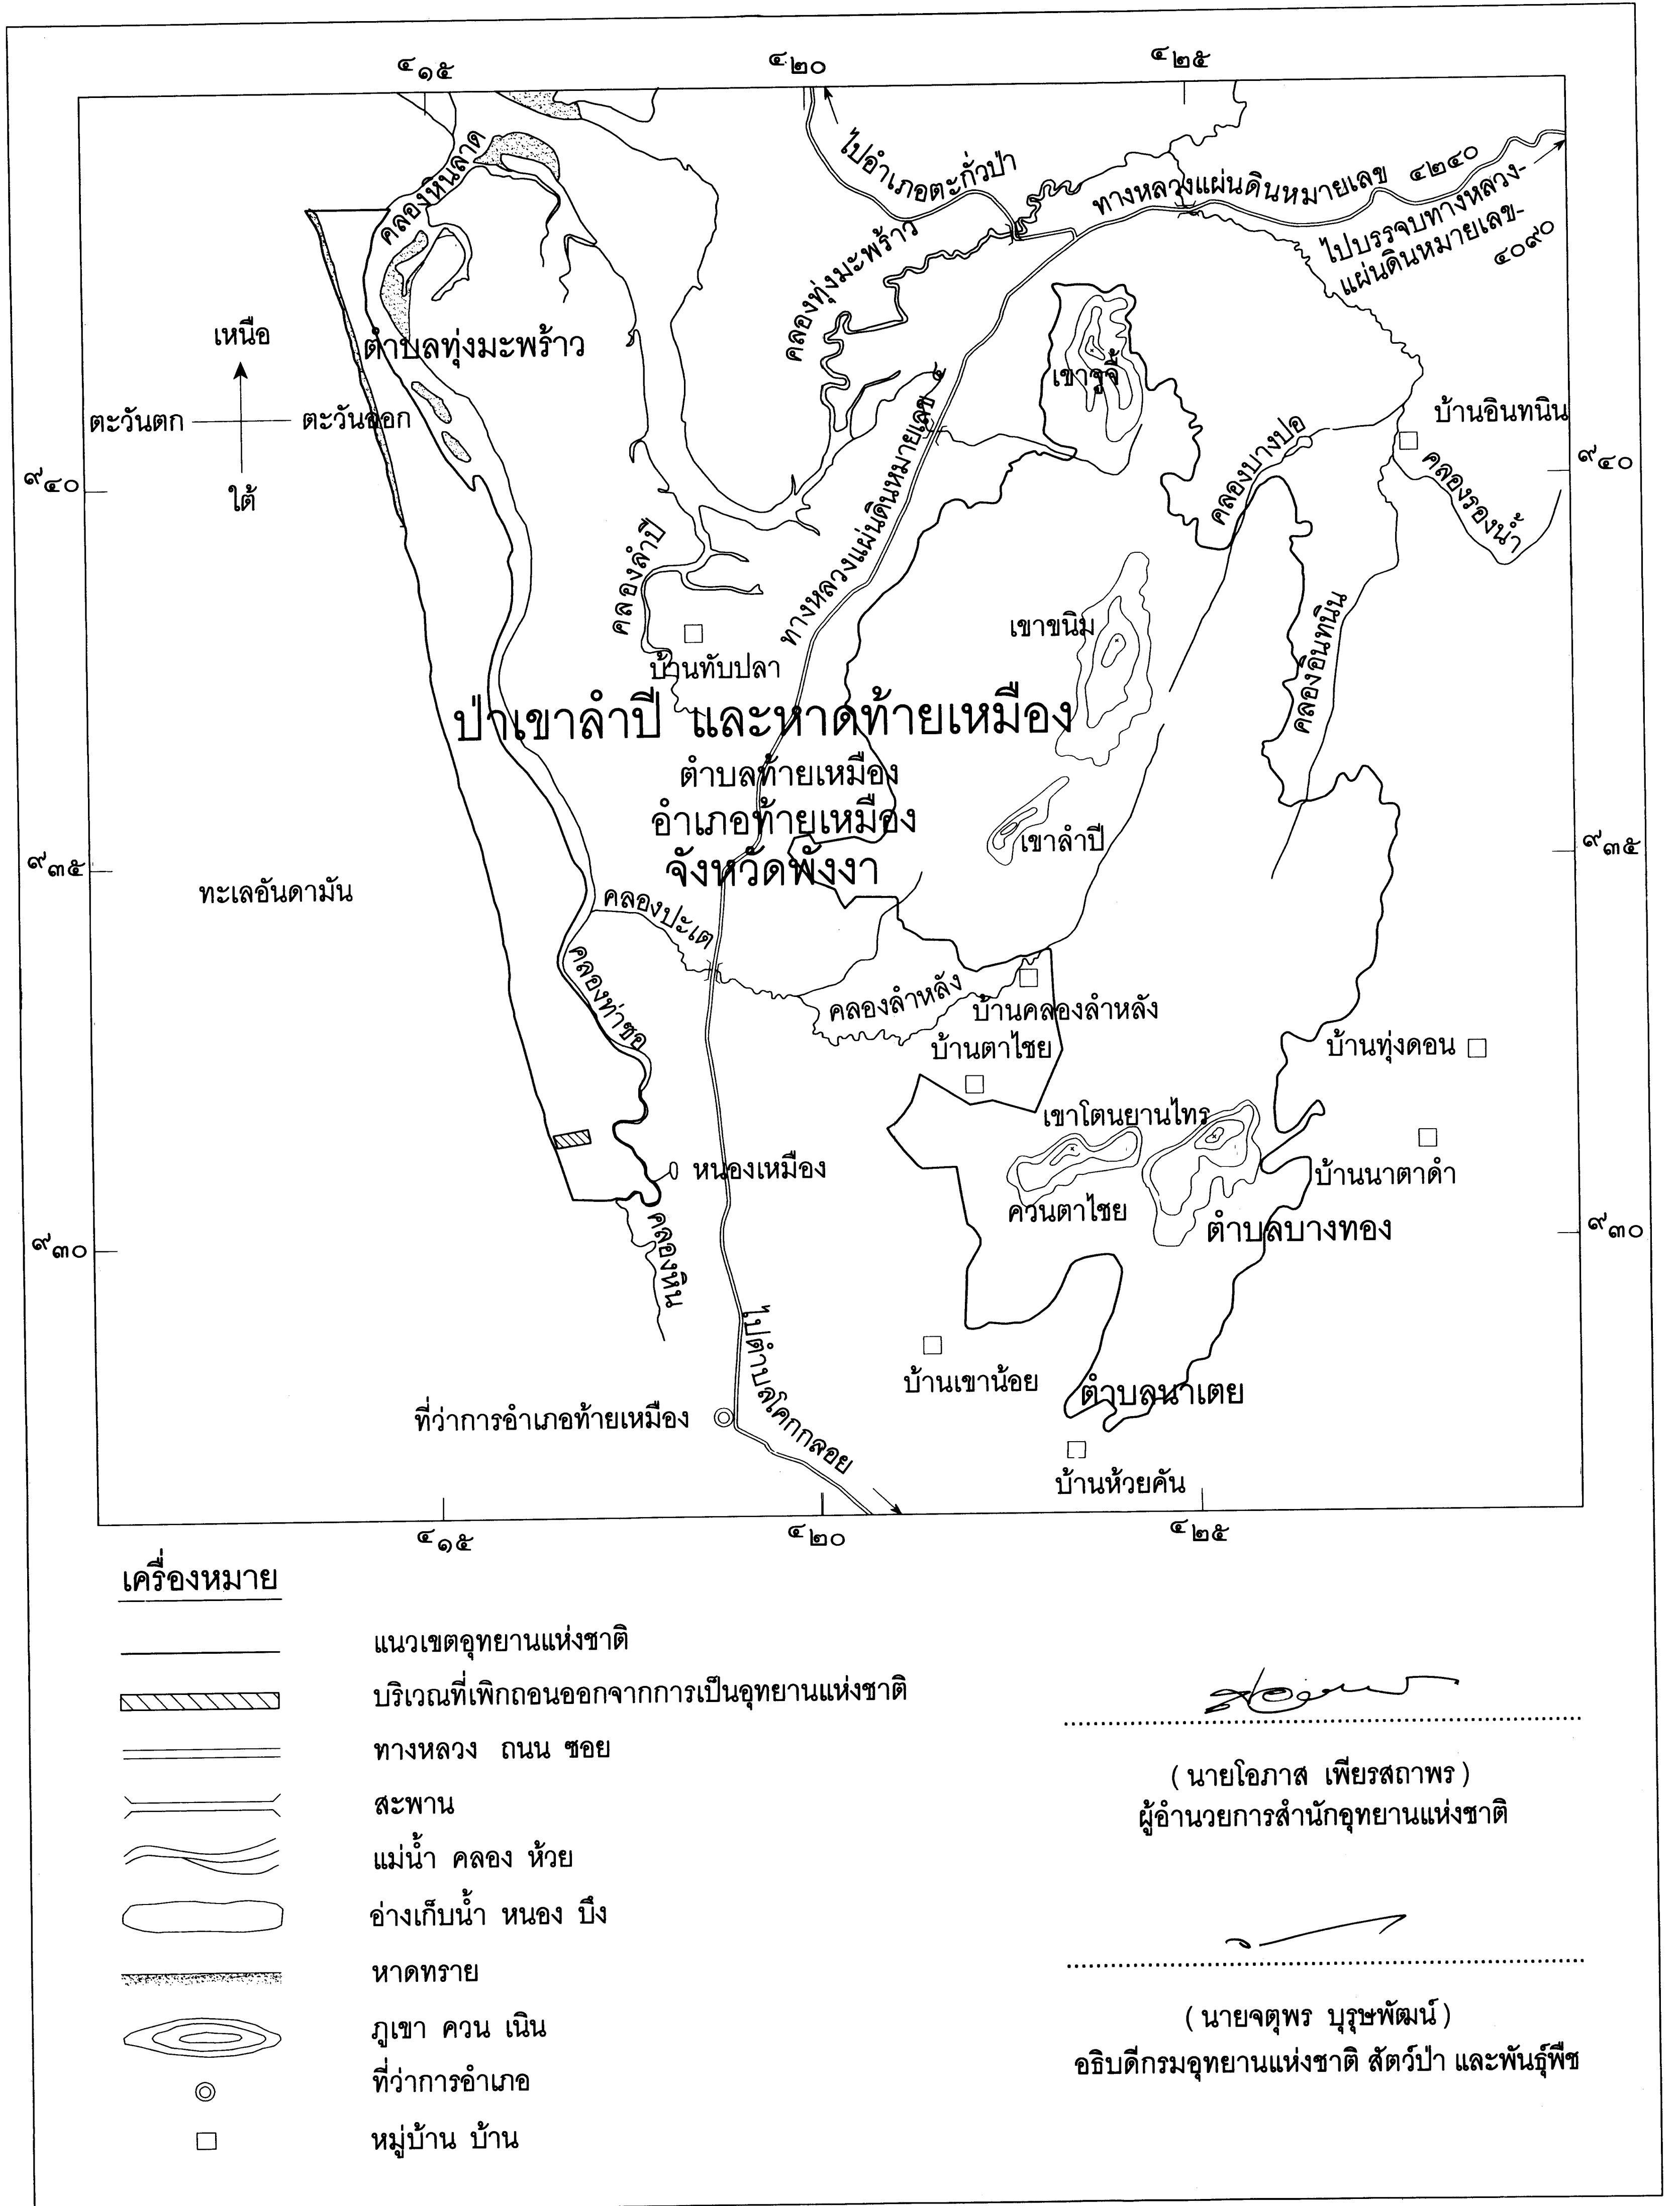 ๔๑๕
๔๒๐
๔๒๕
คลองหินลาด
ไปอำเภอตะกั่วป่า
ทางหลวงแผ่นดินหมายเลข ๔๒๔๐
ไปบรรจบทางหลวง-
แผ่นดินหมายเลข-
๔๐๙๐
คลองทุ่งมะพร้าว
เหนือ
ตะวันตก
ตะวันออก
ใต้
ตำบลทุ่งมะพร้าว
เขาจูจี้
บ้านอินทนิน
๙๔๐
๙๔๐
คลองบางปอ
คลองรองน้ำ
ทางหลวงแผ่นดินหมายเลข ๔
คลองลำปี
บ้านทับปลา
เขาขนิม
คลองอินทนิน
ป่าเขาลำปี และหาดท้ายเหมือง
ตำบลท้ายเหมือง
อำเภอท้ายเหมือง
จังหวัดพังงา
เขาลำปี
๙๓๕
๙๓๕
ทะเลอันดามัน
คลองปะเต
คลองท่าซอ
คลองลำหลัง
บ้านคลองลำหลัง
บ้านตาไชย
บ้านทุ่งดอน
เขาโตนยานไทร
หนองเหมือง
บ้านนาตาดำ
ควนตาไชย
ตำบลบางทอง
๙๓๐
๙๓๐
คลองหิน
ไปตำบลโคกกลอย
บ้านเขาน้อย
ตำบลนาเตย
ที่ว่าการอำเภอท้ายเหมือง
บ้านห้วยคัน
๔๑๕
๔๒๐
๔๒๕
เครื่องหมาย
แนวเขตอุทยานแห่งชาติ
บริเวณที่เพิกถอนออกจากการเป็นอุทยานแห่งชาติ
ทางหลวง ถนน ซอย
สะพาน
แม่น้ำ คลอง ห้วย
อ่างเก็บน้ำ หนอง บึง
หาดทราย
ภูเขา ควน เนิน
ที่ว่าการอำเภอ
หมู่บ้าน บ้าน
( นายโอภาส เพียรสถาพร )
ผู้อำนวยการสำนักอุทยานแห่งชาติ
( นายจตุพร บุรุษพัฒน์ )
อธิบดีกรมอุทยานแห่งชาติ สัตว์ป่า และพันธุ์พืช